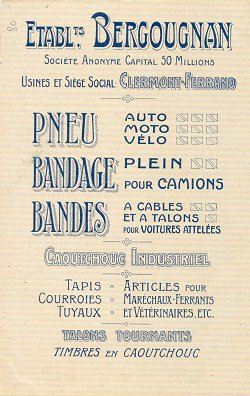 ETABLTS BERGOUGNAN
SOCIÉTÉ ANONYME CAPITAL 50 MILLIONS
USINES ET SIÈGE SOCIAL CLERMONT-FERRAND
PNEU AUTO
MOTO
VÉLO
BANDAGE PLEIN
POUR CAMIONS
BANDES A CABLES
ET A TALONS
POUR VOITURES ATTELÉES
CAOUTCHOUC INDUSTRIEL
TAPIS • ARTICLES POUR
COURROIES • MARÉCHAUX-FERRANTS
TUYAUX • ET VÉTÉRINAIRES, ETC.
TALONS TOURNANTS
TIMBRES EN CAOUTCHOUC